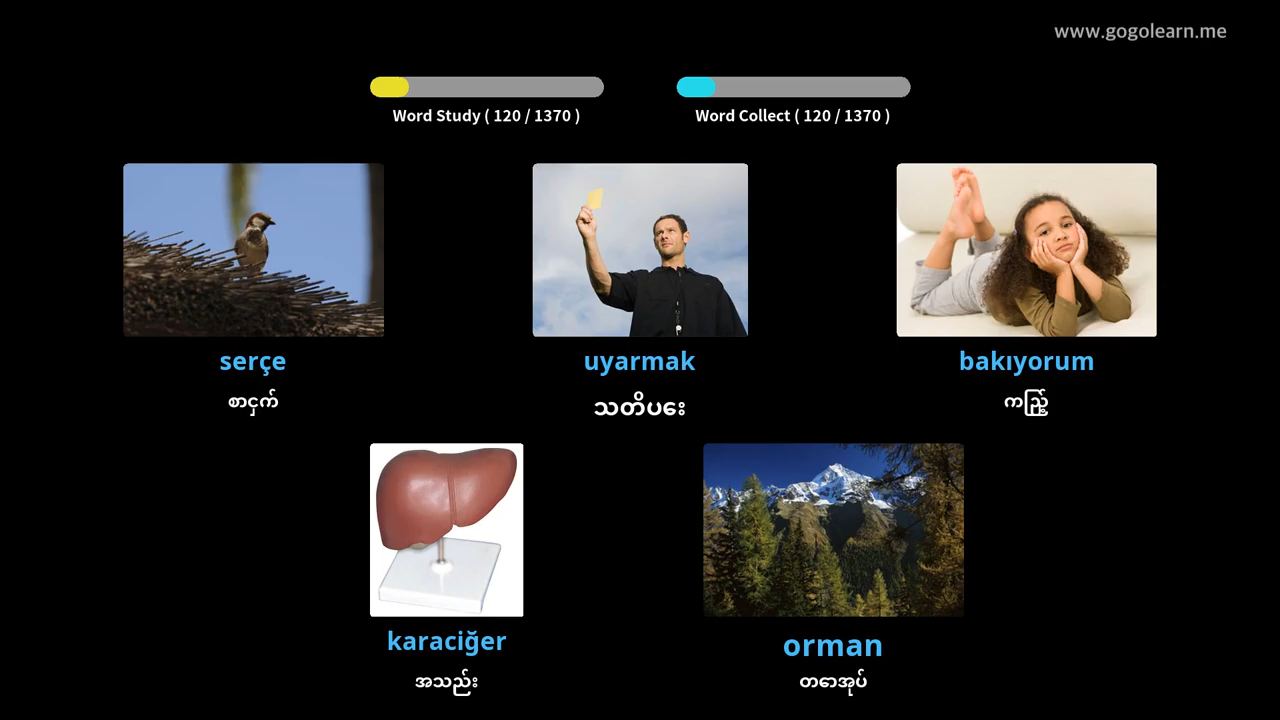 www.gogolearn.me
Word Study ( 120 / 1370 )
Word Collect ( 120 / 1370 )
serçe
uyarmak
bakıyorum
စာငှက်
သတိပေး
ကြည့်
karaciğer
orman
အသည်း
တောအုပ်